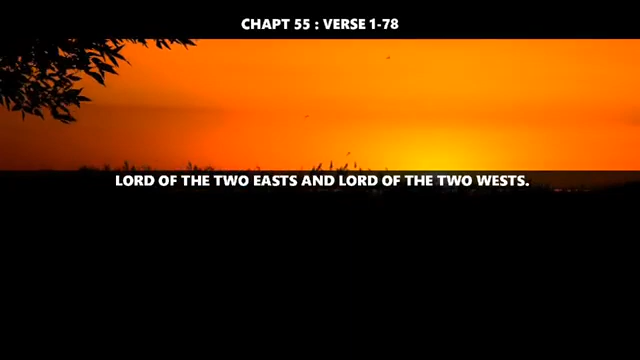 CHAPT 55 : VERSE 1-78
LORD OF THE TWO EASTS AND LORD OF THE TWO WESTS.